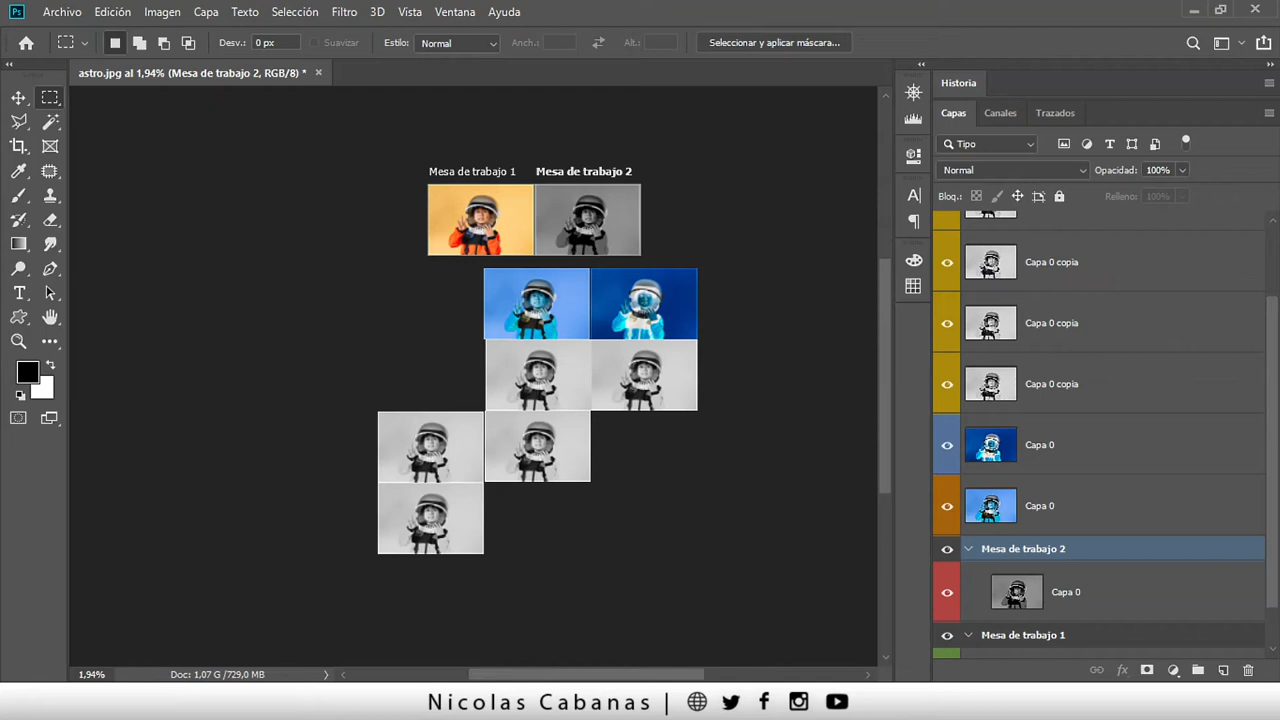 Ps Archivo Edición Imagen Capa Texto Selección Filtro 3D Vista Ventana Ayuda
Desv.: 0 px Suavizar Estilo: Normal Anch.: Alt.: Seleccionar y aplicar máscara...
astro.jpg al 1,94% (Mesa de trabajo 2, RGB/8) *
Historia
Capas Canales Trazados
Tipo
Normal Opacidad: 100%
Bloq.: Relleno: 100%
Mesa de trabajo 1 Mesa de trabajo 2
Capa 0 copia
Capa 0 copia
Capa 0 copia
Capa 0
Capa 0
Mesa de trabajo 2
Capa 0
Mesa de trabajo 1
1,94% Doc: 1,07 G/729,0 MB
Nicolas Cabanas |